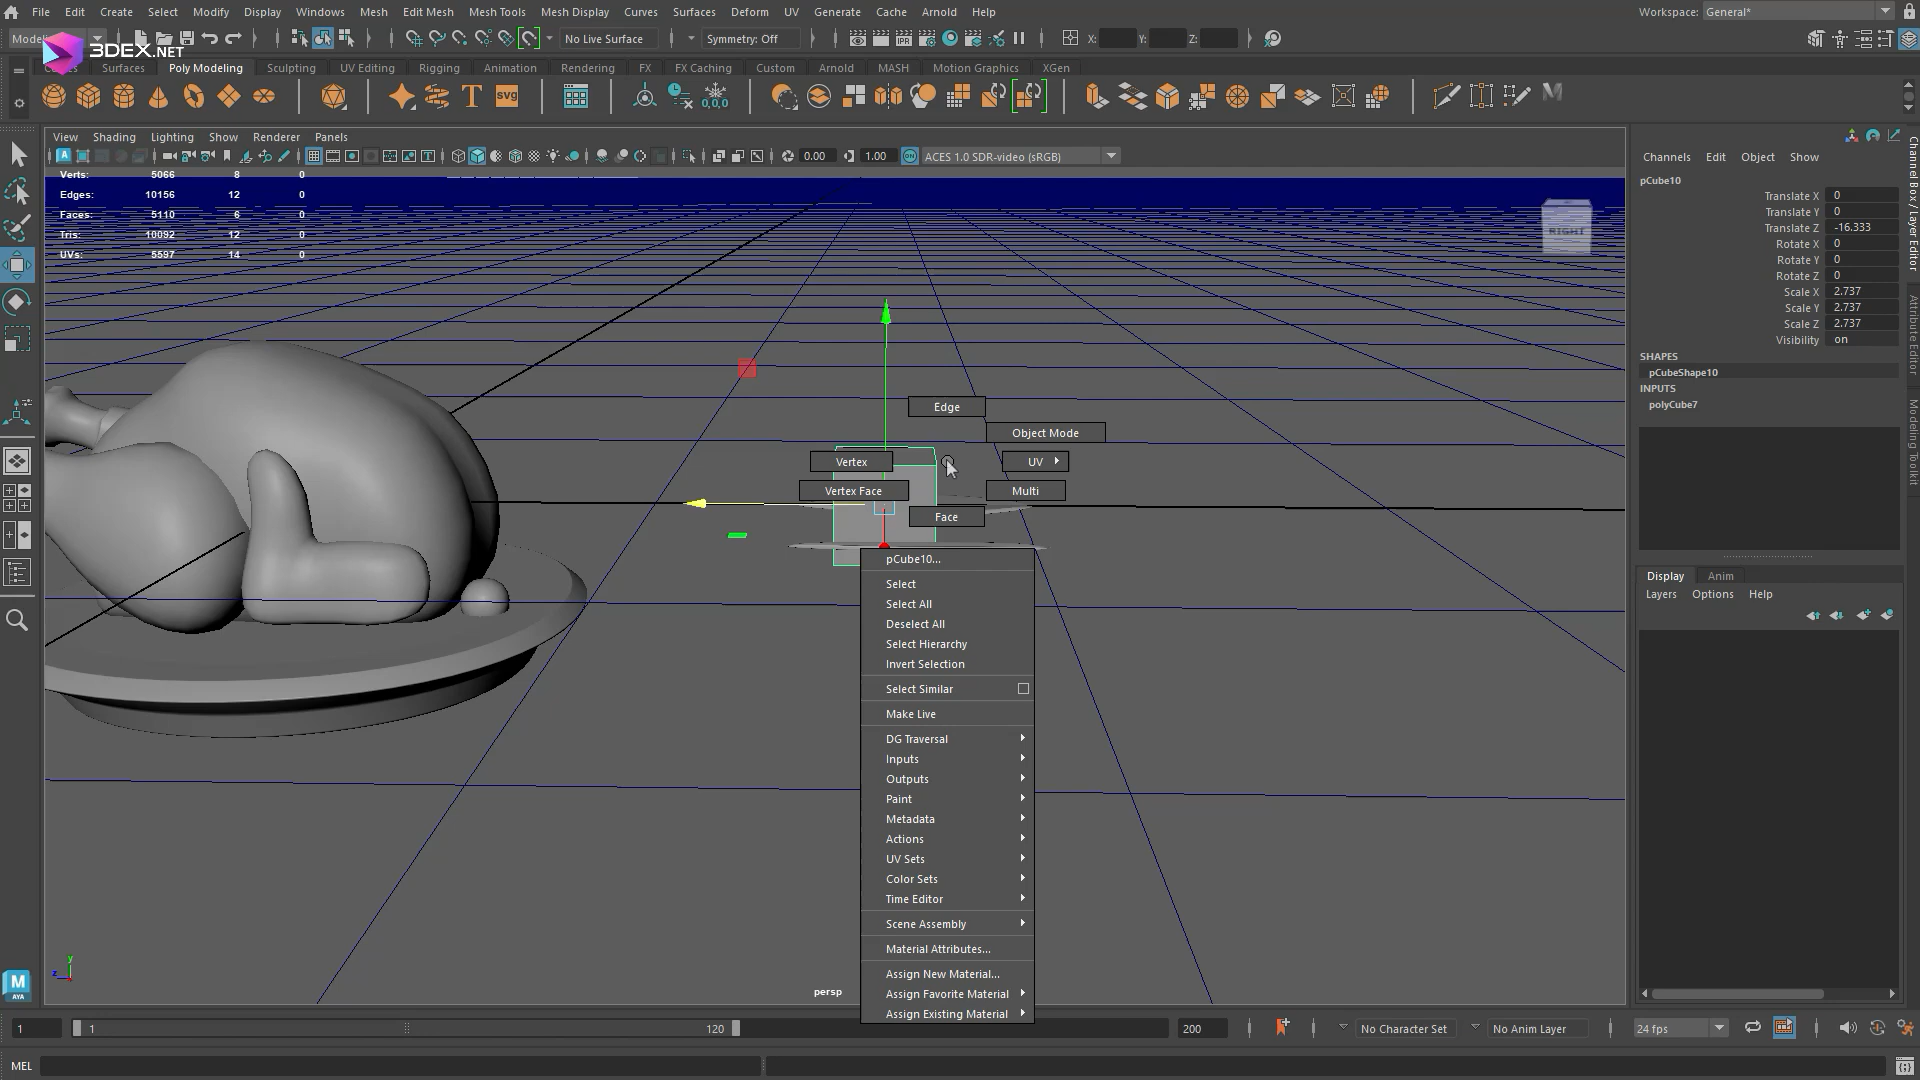 File Edit Create Select Modify Display Windows Mesh Edit Mesh Mesh Tools Mesh Display Curves Surfaces Deform UV Generate Cache Arnold Help
Workspace: General*
3DEX.NET
No Live Surface
Symmetry: Off
X: Y: Z:
Surfaces Poly Modeling Sculpting UV Editing Rigging Animation Rendering FX FX Caching Custom Arnold MASH Motion Graphics XGen
View Shading Lighting Show Renderer Panels
0.00 1.00 ACES 1.0 SDR-video (sRGB)
Verts: 5066 8 0
Edges: 10156 12 0
Faces: 5110 6 0
Tris: 10092 12 0
UVs: 5597 14 0
RIGHT
Edge
Object Mode
Vertex
UV
Vertex Face
Multi
Face
pCube10...
Select
Select All
Deselect All
Select Hierarchy
Invert Selection
Select Similar
Make Live
DG Traversal
Inputs
Outputs
Paint
Metadata
Actions
UV Sets
Color Sets
Time Editor
Scene Assembly
Material Attributes...
Assign New Material...
Assign Favorite Material
Assign Existing Material
persp
Channels Edit Object Show
pCube10
Translate X 0
Translate Y 0
Translate Z -16.333
Rotate X 0
Rotate Y 0
Rotate Z 0
Scale X 2.737
Scale Y 2.737
Scale Z 2.737
Visibility on
SHAPES
pCubeShape10
INPUTS
polyCube7
Display Anim
Layers Options Help
Channel Box / Layer Editor
Attribute Editor
Modeling Toolkit
1 1 120 200 No Character Set No Anim Layer 24 fps
MEL